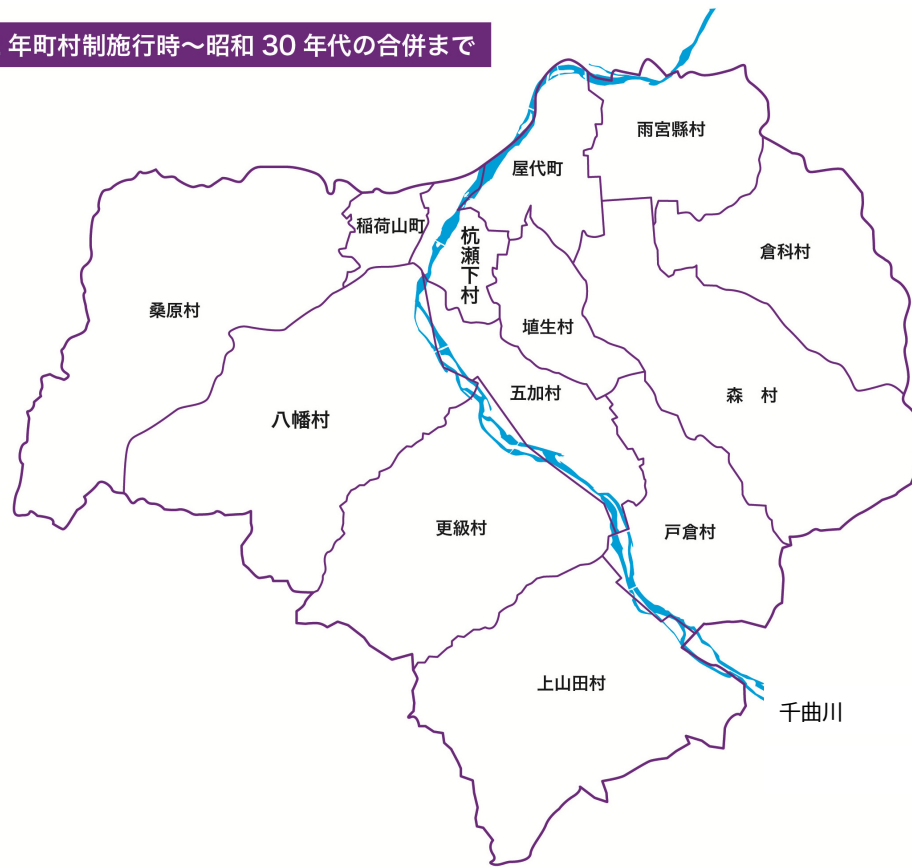 年町村制施行時～昭和 30 年代の合併まで
雨宮縣村
屋代町
稲荷山町
杭瀬下村
倉科村
桑原村
埴生村
五加村
森　村
八幡村
更級村
戸倉村
上山田村
千曲川